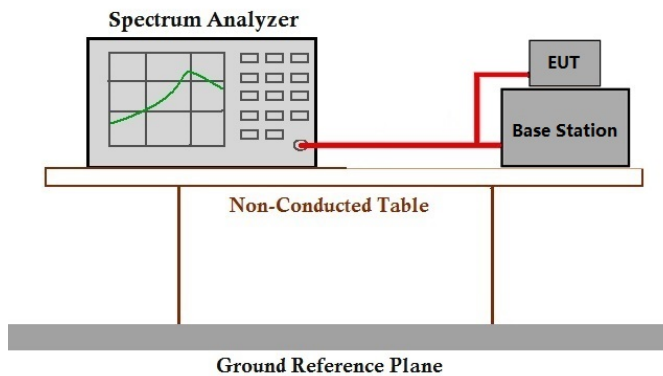 Spectrum Analyzer
EUT
Base Station
Non-Conducted Table
Ground Reference Plane